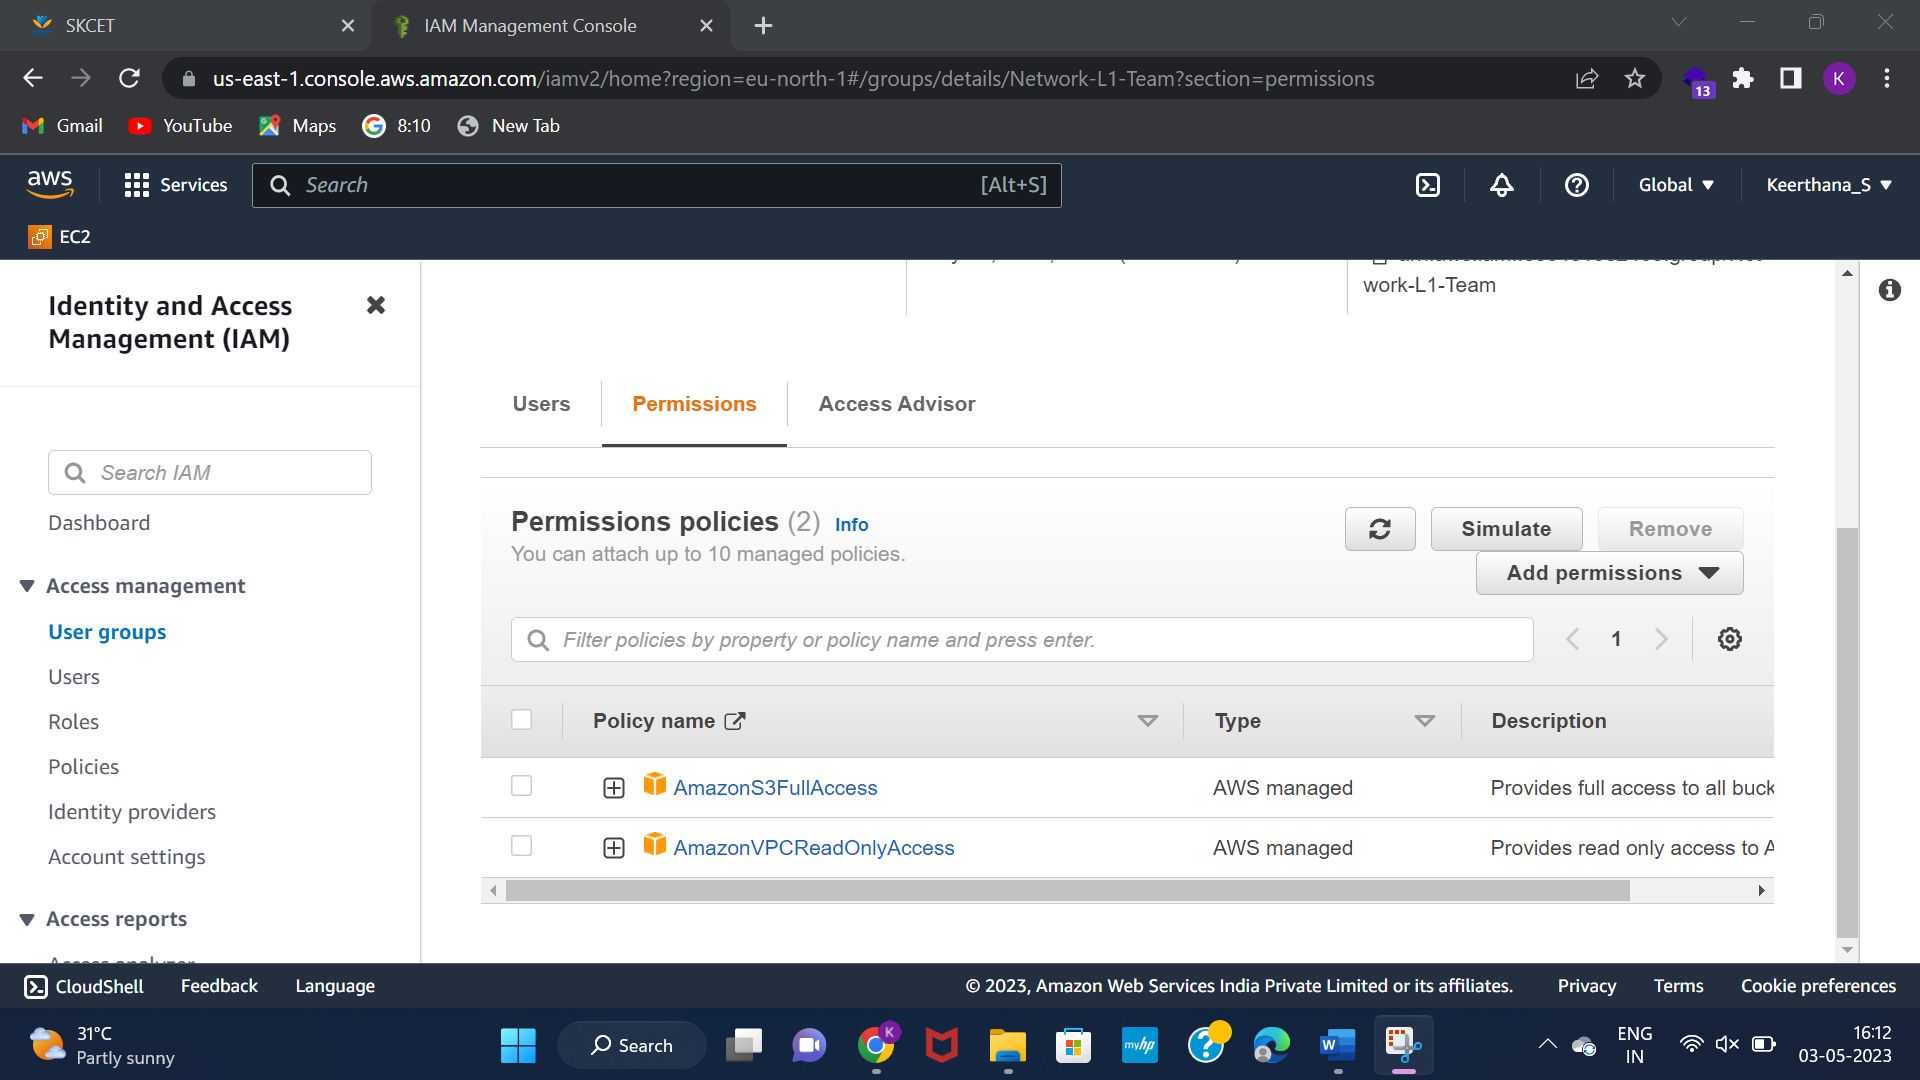 SKCET
IAM Management Console
us-east-1.console.aws.amazon.com/iamv2/home?region=eu-north-1#/groups/details/Network-L1-Team?section=permissions
13
K
Gmail
YouTube
Maps
8:10
New Tab
aws
Services
Search
[Alt+S]
Global
Keerthana_S
EC2
Identity and Access
Management (IAM)
work-L1-Team
Search IAM
Dashboard
Access management
User groups
Users
Roles
Policies
Identity providers
Account settings
Access reports
Access analyzer
Users
Permissions
Access Advisor
Permissions policies (2) Info
You can attach up to 10 managed policies.
Simulate
Remove
Add permissions
Filter policies by property or policy name and press enter.
1
Policy name
Type
Description
AmazonS3FullAccess
AWS managed
Provides full access to all buck
AmazonVPCReadOnlyAccess
AWS managed
Provides read only access to A
CloudShell
Feedback
Language
© 2023, Amazon Web Services India Private Limited or its affiliates.
Privacy
Terms
Cookie preferences
31°C
Partly sunny
Search
K
myhp
W
ENG
IN
16:12
03-05-2023